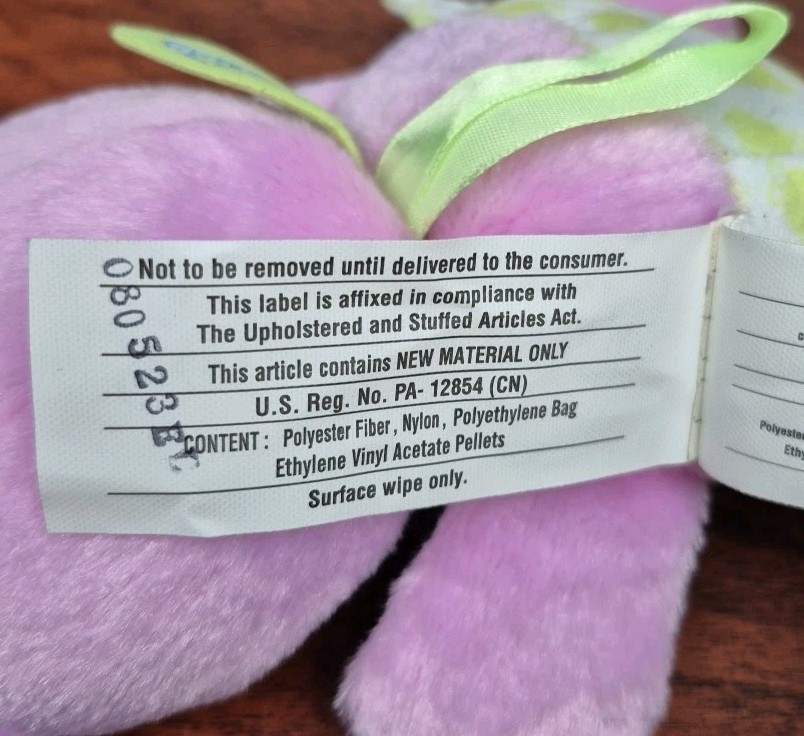 Not to be removed until delivered to the consumer.
This label is affixed in compliance with
The Upholstered and Stuffed Articles Act.
This article contains NEW MATERIAL ONLY
U.S. Reg. No. PA- 12854 (CN)
CONTENT : Polyester Fiber, Nylon, Polyethylene Bag
Ethylene Vinyl Acetate Pellets
Surface wipe only.
080523